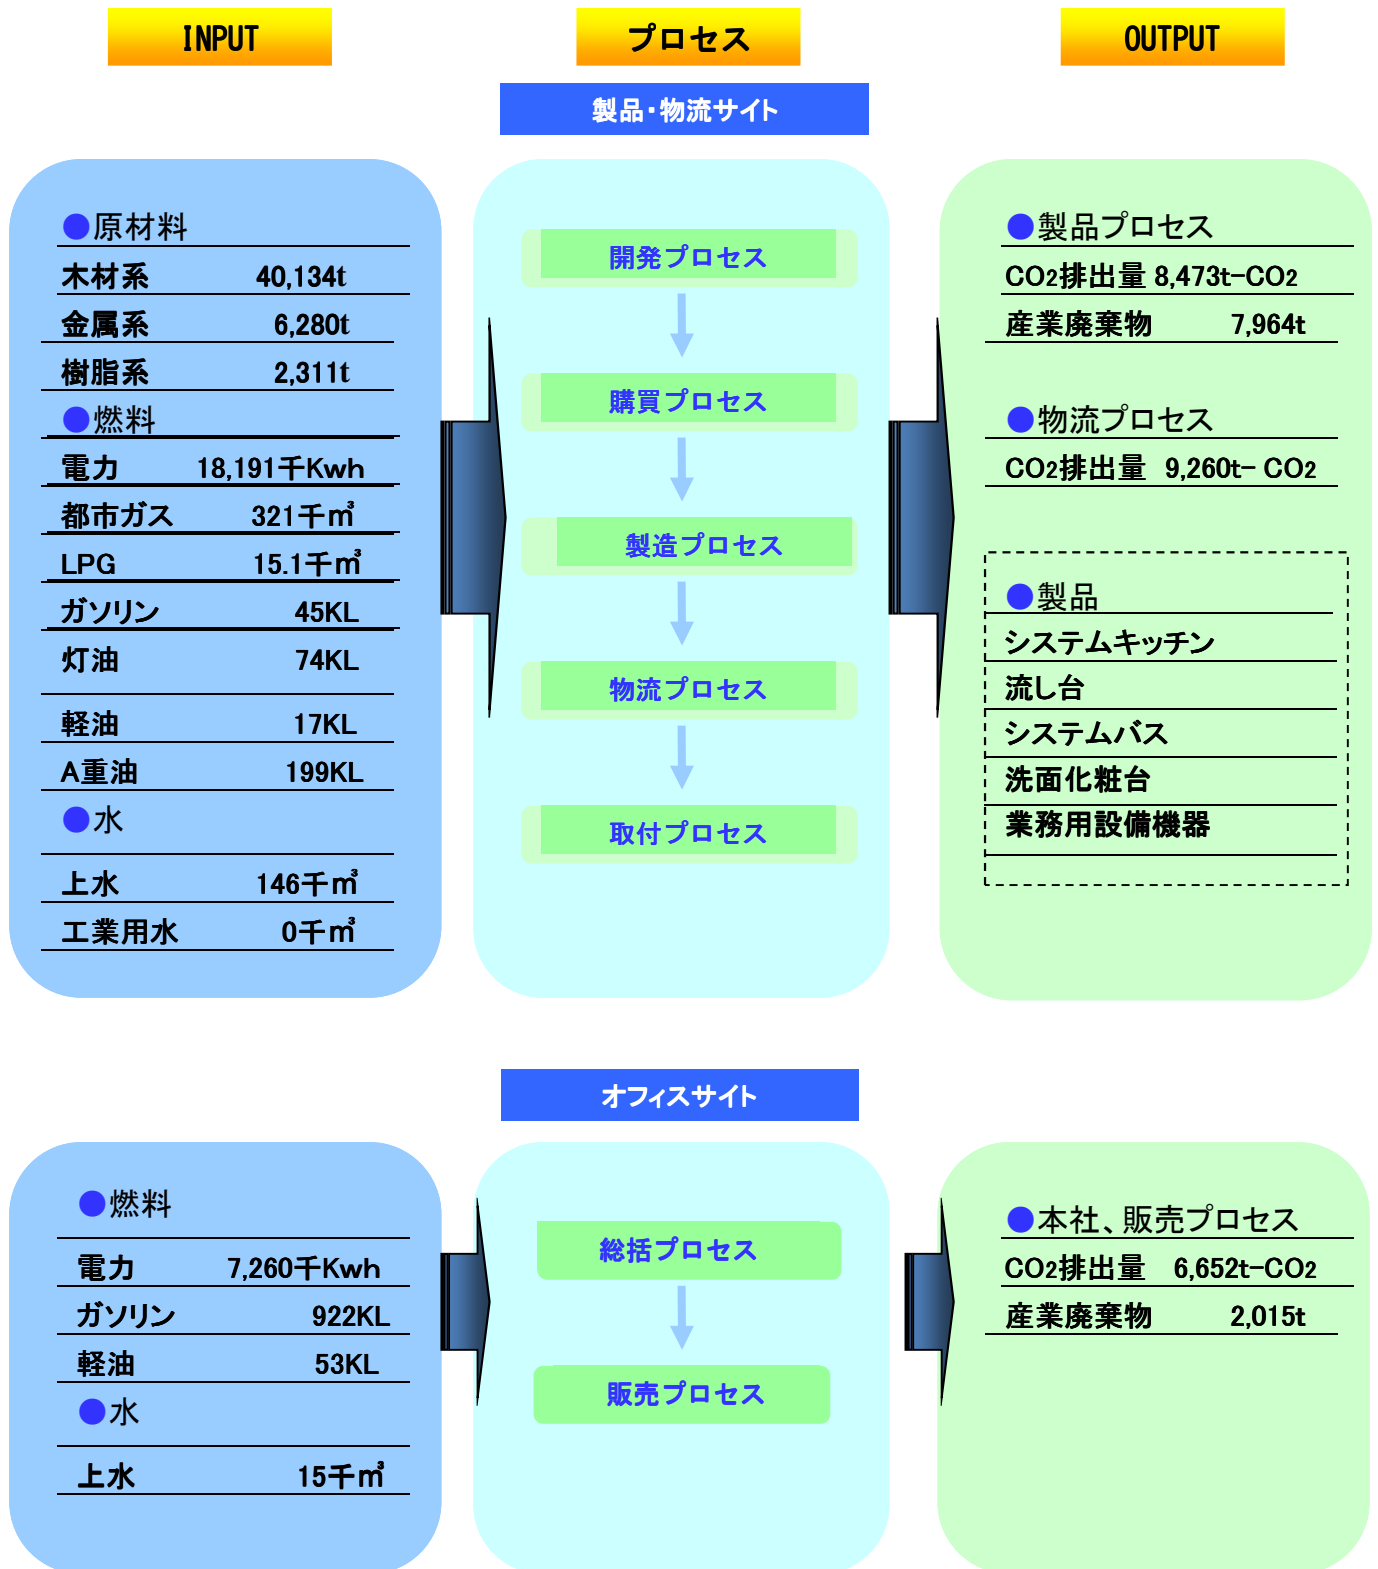 INPUT
プロセス
OUTPUT
製品・物流サイト
●原材料
木材系 40,134t
金属系 6,280t
樹脂系 2,311t
●燃料
電力 18,191千Kwh
都市ガス 321千㎥
LPG 15.1千㎥
ガソリン 45KL
灯油 74KL
軽油 17KL
A重油 199KL
●水
上水 146千㎥
工業用水 0千㎥
開発プロセス
購買プロセス
製造プロセス
物流プロセス
取付プロセス
●製品プロセス
CO2排出量 8,473t-CO2
産業廃棄物 7,964t
●物流プロセス
CO2排出量 9,260t- CO2
●製品
システムキッチン
流し台
システムバス
洗面化粧台
業務用設備機器
オフィスサイト
●燃料
電力 7,260千Kwh
ガソリン 922KL
軽油 53KL
●水
上水 15千㎥
総括プロセス
販売プロセス
●本社、販売プロセス
CO2排出量 6,652t-CO2
産業廃棄物 2,015t